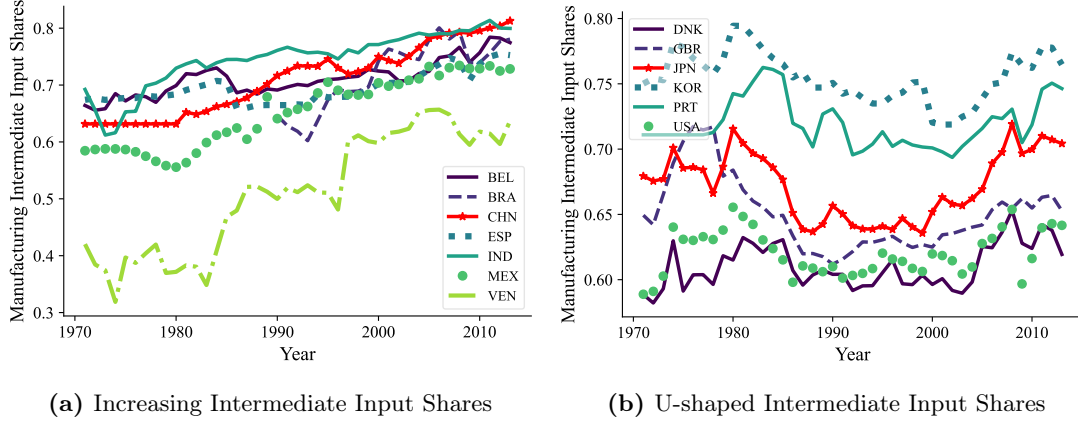 Manufacturing Intermediate Input Shares
0.8
0.7
0.6
0.5
0.4
0.3
BEL
BRA
CHN
ESP
IND
MEX
VEN
1970 1980 1990 2000 2010
Year
(a) Increasing Intermediate Input Shares
Manufacturing Intermediate Input Shares
0.80
0.75
0.70
0.65
0.60
DNK
GBR
JPN
KOR
PRT
USA
1970 1980 1990 2000 2010
Year
(b) U-shaped Intermediate Input Shares